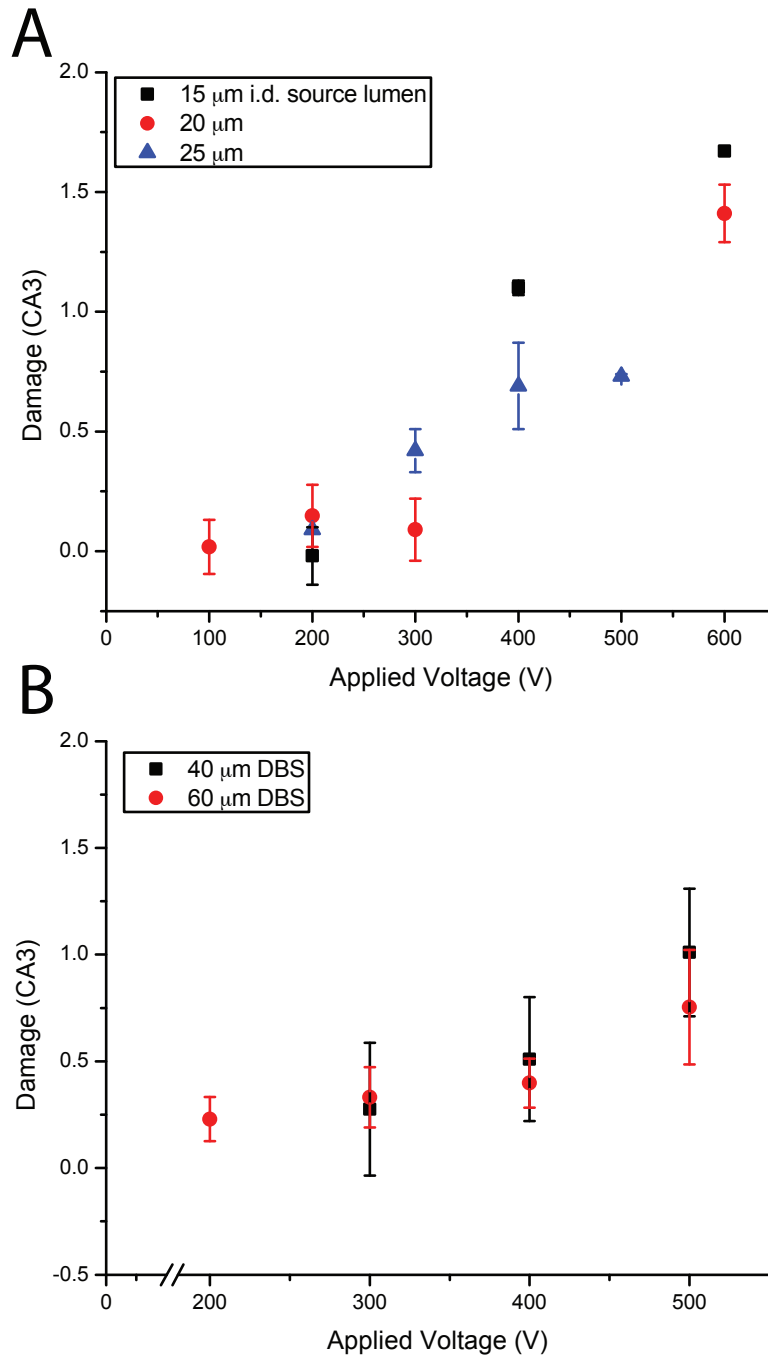 A
2.0
15 μm i.d. source lumen
20 μm
25 μm
1.5
1.0
0.5
0.0
Damage (CA3)
0 100 200 300 400 500 600
Applied Voltage (V)
B
2.0
40 μm DBS
60 μm DBS
1.5
1.0
0.5
0.0
-0.5
Damage (CA3)
0 200 300 400 500
Applied Voltage (V)